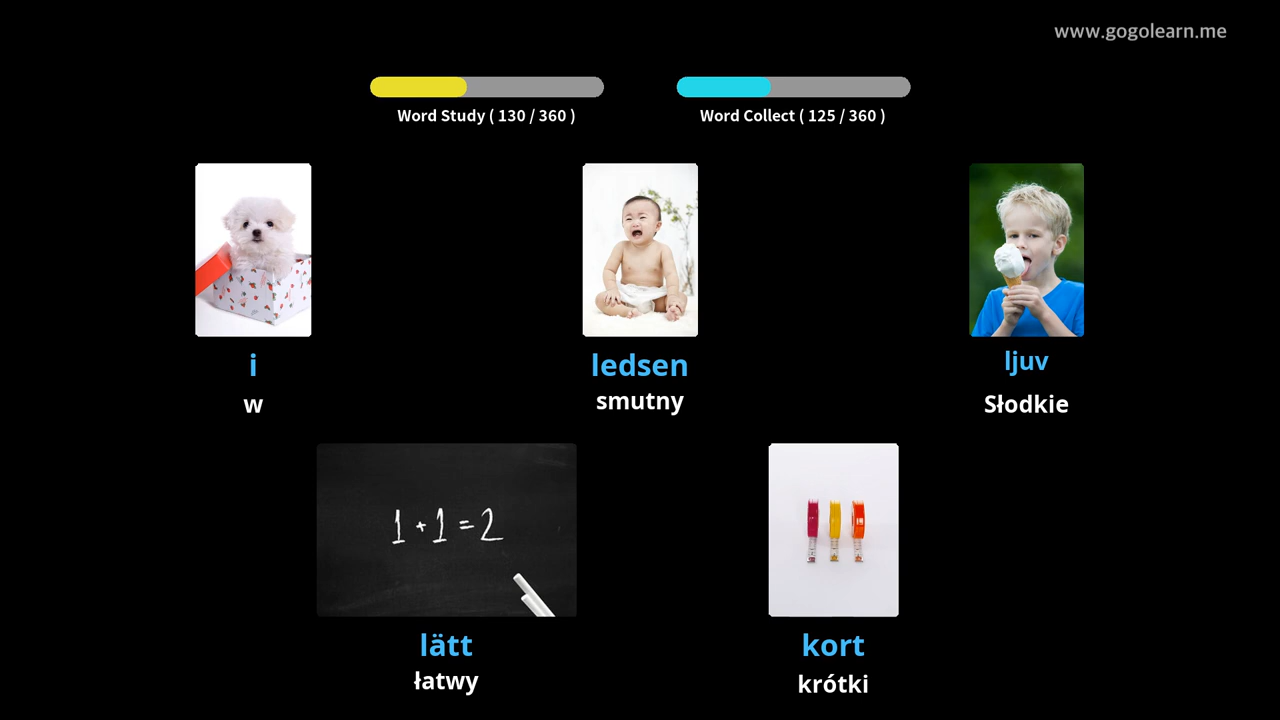 www.gogolearn.me
Word Study ( 130 / 360 )
Word Collect ( 125 / 360 )
i
w
ledsen
smutny
ljuv
Słodkie
1 + 1 = 2
lätt
łatwy
kort
krótki